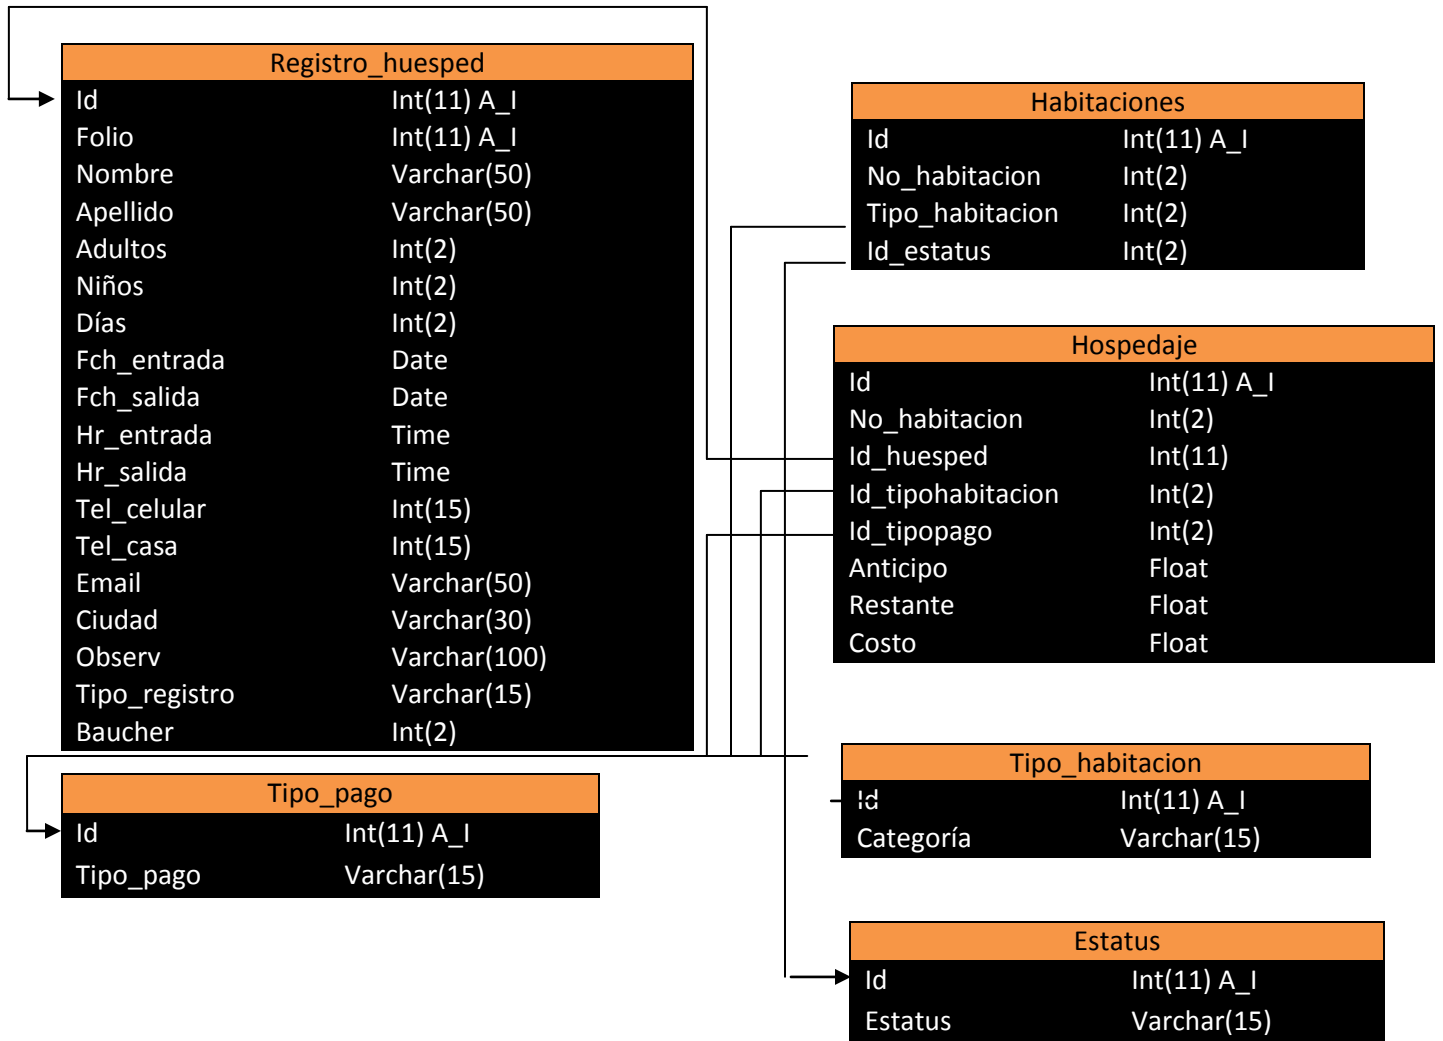 Registro_huesped
Id Int(11) A_I
Folio Int(11) A_I
Nombre Varchar(50)
Apellido Varchar(50)
Adultos Int(2)
Niños Int(2)
Días Int(2)
Fch_entrada Date
Fch_salida Date
Hr_entrada Time
Hr_salida Time
Tel_celular Int(15)
Tel_casa Int(15)
Email Varchar(50)
Ciudad Varchar(30)
Observ Varchar(100)
Tipo_registro Varchar(15)
Baucher Int(2)
Habitaciones
Id Int(11) A_I
No_habitacion Int(2)
Tipo_habitacion Int(2)
Id_estatus Int(2)
Hospedaje
Id Int(11) A_I
No_habitacion Int(2)
Id_huesped Int(11)
Id_tipohabitacion Int(2)
Id_tipopago Int(2)
Anticipo Float
Restante Float
Costo Float
Tipo_pago
Id Int(11) A_I
Tipo_pago Varchar(15)
Tipo_habitacion
Id Int(11) A_I
Categoría Varchar(15)
Estatus
Id Int(11) A_I
Estatus Varchar(15)